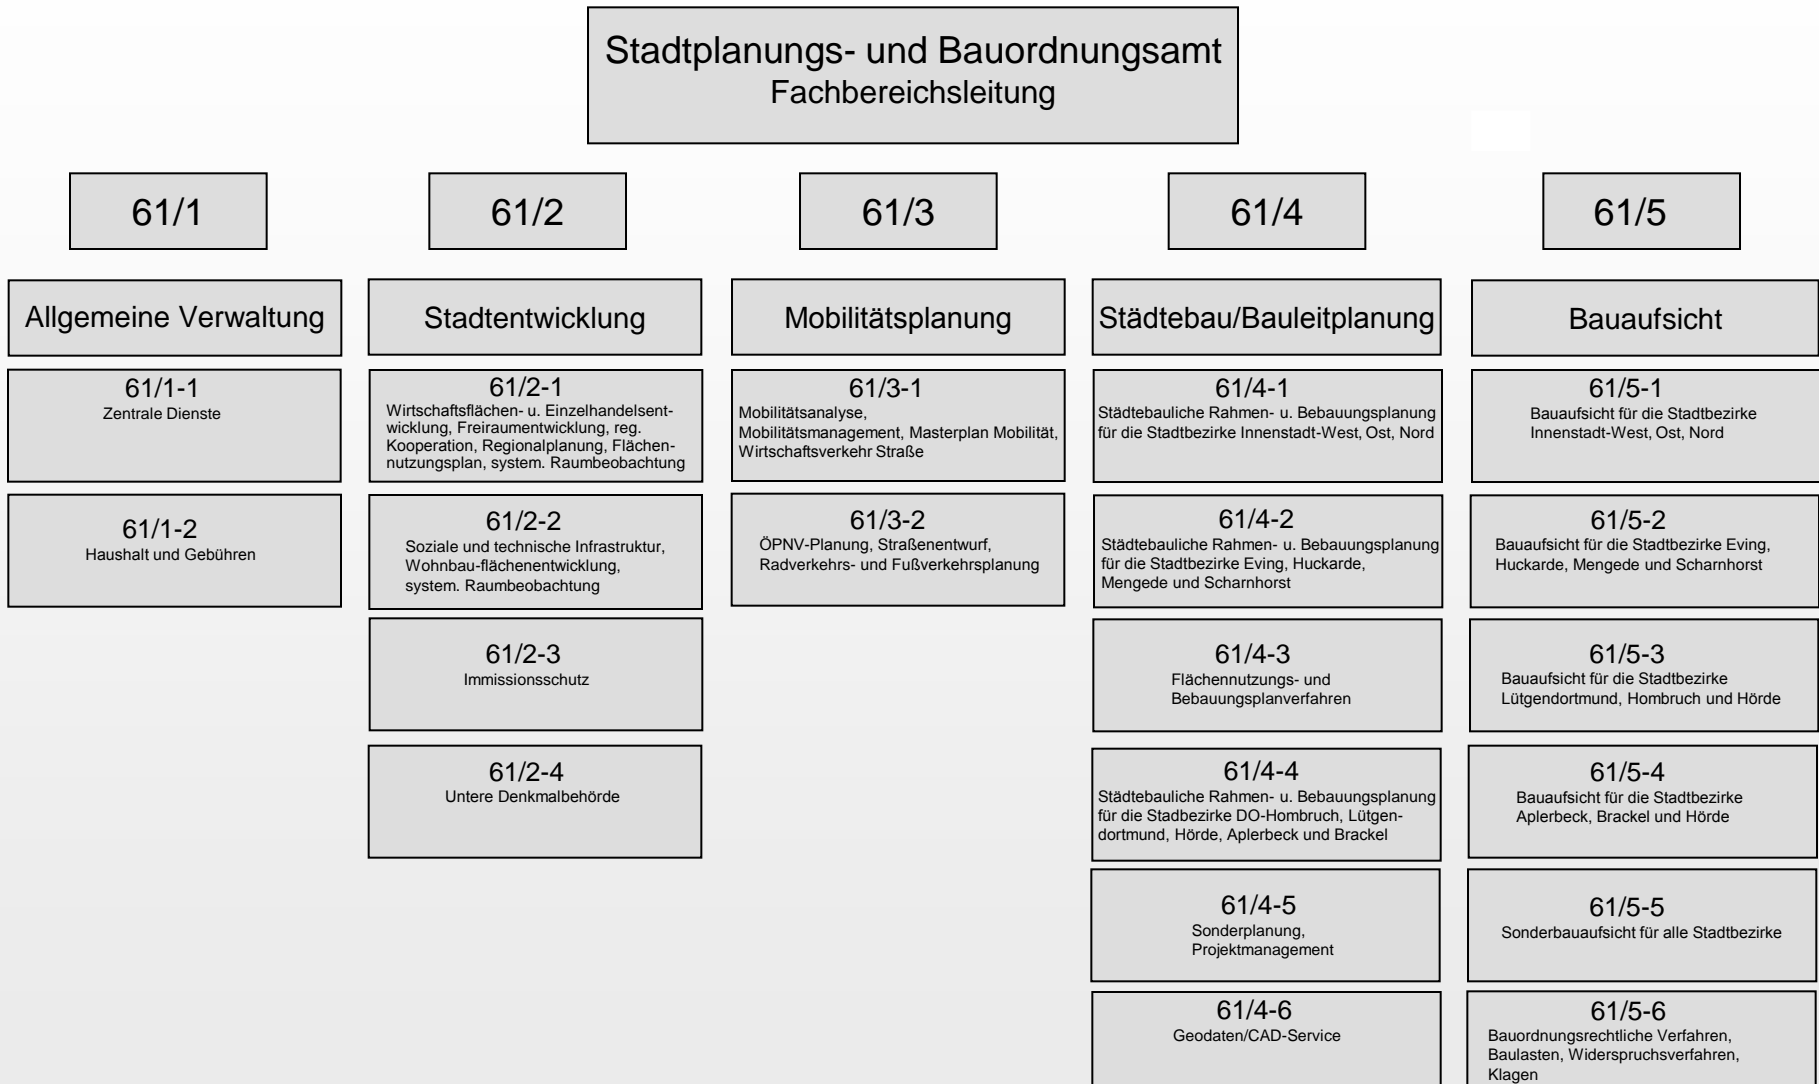 Stadtplanungs- und Bauordnungsamt
Fachbereichsleitung
61/1
61/2
61/3
61/4
61/5
Allgemeine Verwaltung
Stadtentwicklung
Mobilitätsplanung
Städtebau/Bauleitplanung
Bauaufsicht
61/1-1
Zentrale Dienste
61/1-2
Haushalt und Gebühren
61/2-1
Wirtschaftsflächen- u. Einzelhandelsent-
wicklung, Freiraumentwicklung, reg.
Kooperation, Regionalplanung, Flächen-
nutzungsplan, system. Raumbeobachtung
61/2-2
Soziale und technische Infrastruktur,
Wohnbau-flächenentwicklung,
system. Raumbeobachtung
61/2-3
Immissionsschutz
61/2-4
Untere Denkmalbehörde
61/3-1
Mobilitätsanalyse,
Mobilitätsmanagement, Masterplan Mobilität,
Wirtschaftsverkehr Straße
61/3-2
ÖPNV-Planung, Straßenentwurf,
Radverkehrs- und Fußverkehrsplanung
61/4-1
Städtebauliche Rahmen- u. Bebauungsplanung
für die Stadtbezirke Innenstadt-West, Ost, Nord
61/4-2
Städtebauliche Rahmen- u. Bebauungsplanung
für die Stadtbezirke Eving, Huckarde,
Mengede und Scharnhorst
61/4-3
Flächennutzungs- und
Bebauungsplanverfahren
61/4-4
Städtebauliche Rahmen- u. Bebauungsplanung
für die Stadbezirke DO-Hombruch, Lütgen-
dortmund, Hörde, Aplerbeck und Brackel
61/4-5
Sonderplanung,
Projektmanagement
61/4-6
Geodaten/CAD-Service
61/5-1
Bauaufsicht für die Stadtbezirke
Innenstadt-West, Ost, Nord
61/5-2
Bauaufsicht für die Stadtbezirke Eving,
Huckarde, Mengede und Scharnhorst
61/5-3
Bauaufsicht für die Stadtbezirke
Lütgendortmund, Hombruch und Hörde
61/5-4
Bauaufsicht für die Stadtbezirke
Aplerbeck, Brackel und Hörde
61/5-5
Sonderbauaufsicht für alle Stadtbezirke
61/5-6
Bauordnungsrechtliche Verfahren,
Baulasten, Widerspruchsverfahren,
Klagen